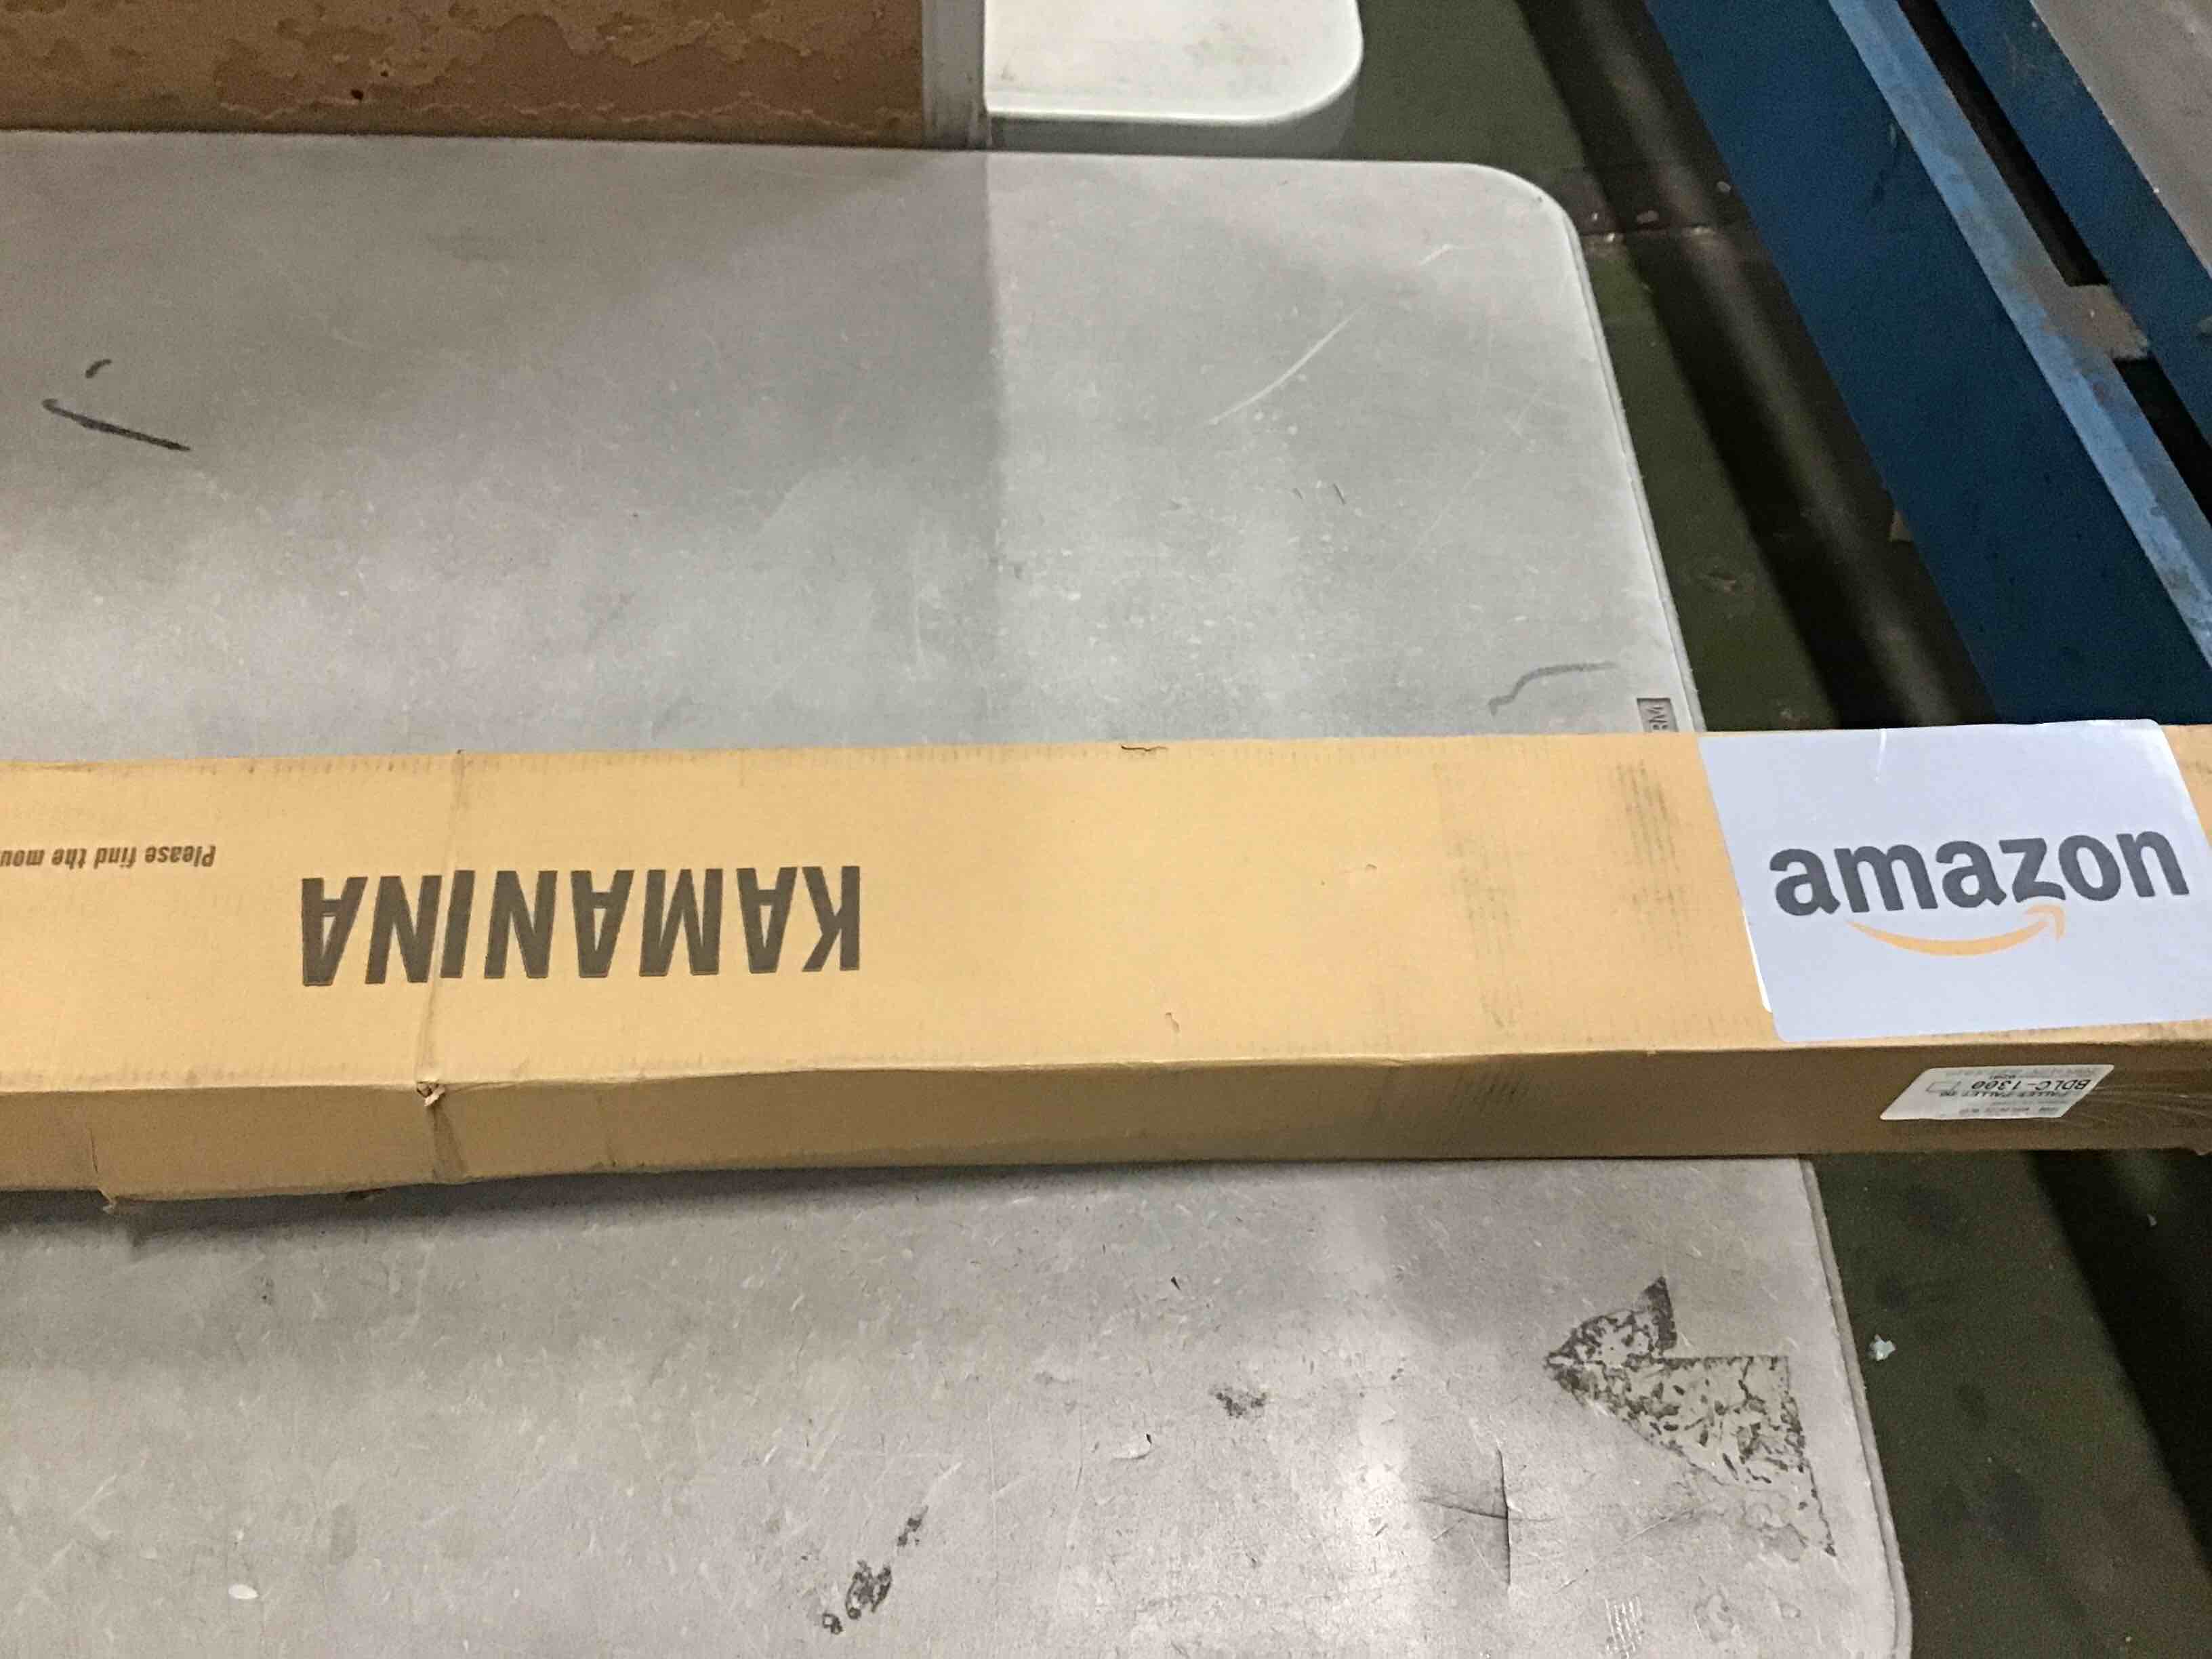 Please find the mou
KAMANINA
amazon
BDLC-1300